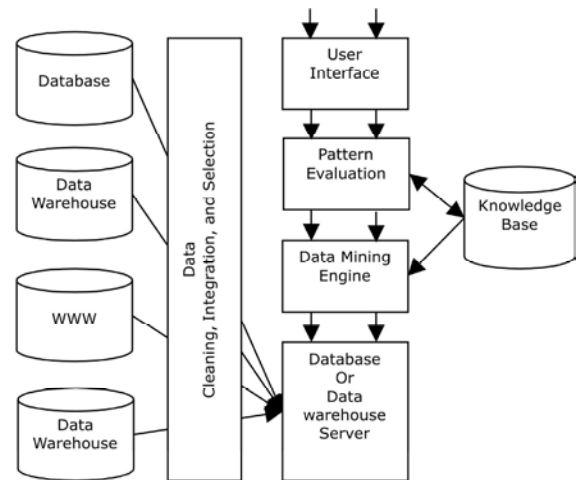 Database
Data
Warehouse
WWW
Data
Warehouse
Data
Cleaning, Integration, and Selection
User
Interface
Pattern
Evaluation
Data Mining
Engine
Database
Or
Data
warehouse
Server
Knowledge
Base